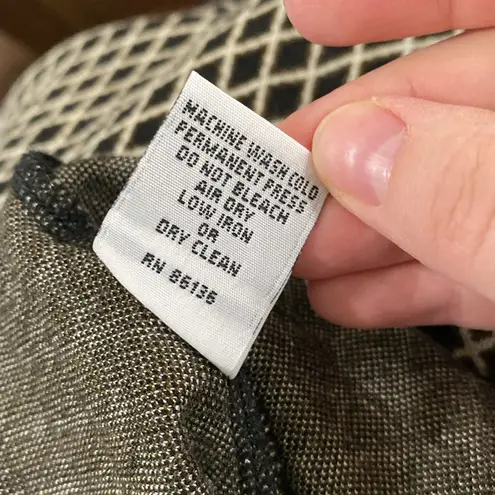 MACHINE WASH COLD
PERMANENT PRESS
DO NOT BLEACH
AIR DRY
LOW IRON
OR
DRY CLEAN
RN 86136